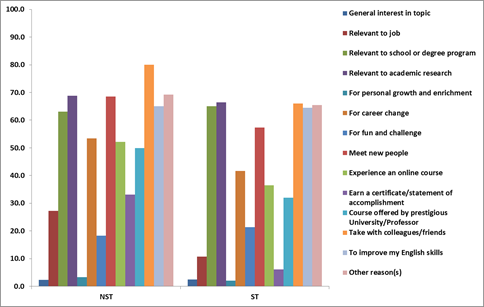 100.0
90.0
80.0
70.0
60.0
50.0
40.0
30.0
20.0
10.0
0.0
NST
ST
General interest in topic
Relevant to job
Relevant to school or degree program
Relevant to academic research
For personal growth and enrichment
For career change
For fun and challenge
Meet new people
Experience an online course
Earn a certificate/statement of
accomplishment
Course offered by prestigious
University/Professor
Take with colleagues/friends
To improve my English skills
Other reason(s)